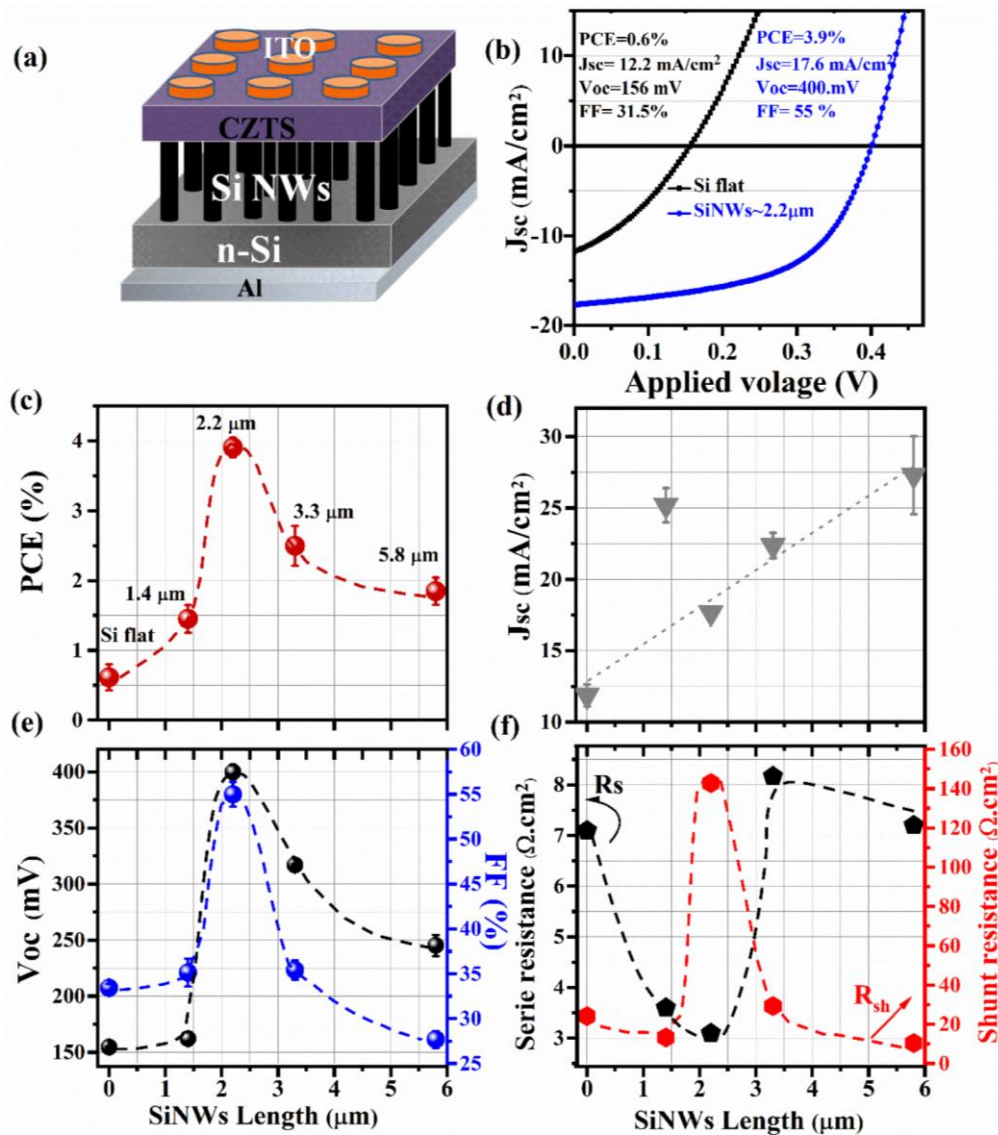 (a)
ITO
CZTS
Si NWs
n-Si
Al
(b)
PCE=0.6%
Jsc= 12.2 mA/cm²
Voc=156 mV
FF= 31.5%
PCE=3.9%
Jsc=17.6 mA/cm²
Voc=400.mV
FF= 55 %
Si flat
SiNWs~2.2μm
Jsc (mA/cm²)
10
0
-10
-20
0.0 0.1 0.2 0.3 0.4
Applied volage (V)
(c)
PCE (%)
4
3
2
1
0
Si flat
1.4 μm
2.2 μm
3.3 μm
5.8 μm
(d)
Jsc (mA/cm²)
30
25
20
15
10
(e)
Voc (mV)
400
350
300
250
200
150
FF (%)
60
55
50
45
40
35
30
25
0 1 2 3 4 5 6
SiNWs Length (μm)
(f)
Serie resistance (Ω.cm²)
8
7
6
5
4
3
Rs
Rsh
Shunt resistance (Ω.cm²)
160
140
120
100
80
60
40
20
0
0 1 2 3 4 5 6
SiNWs Length (μm)